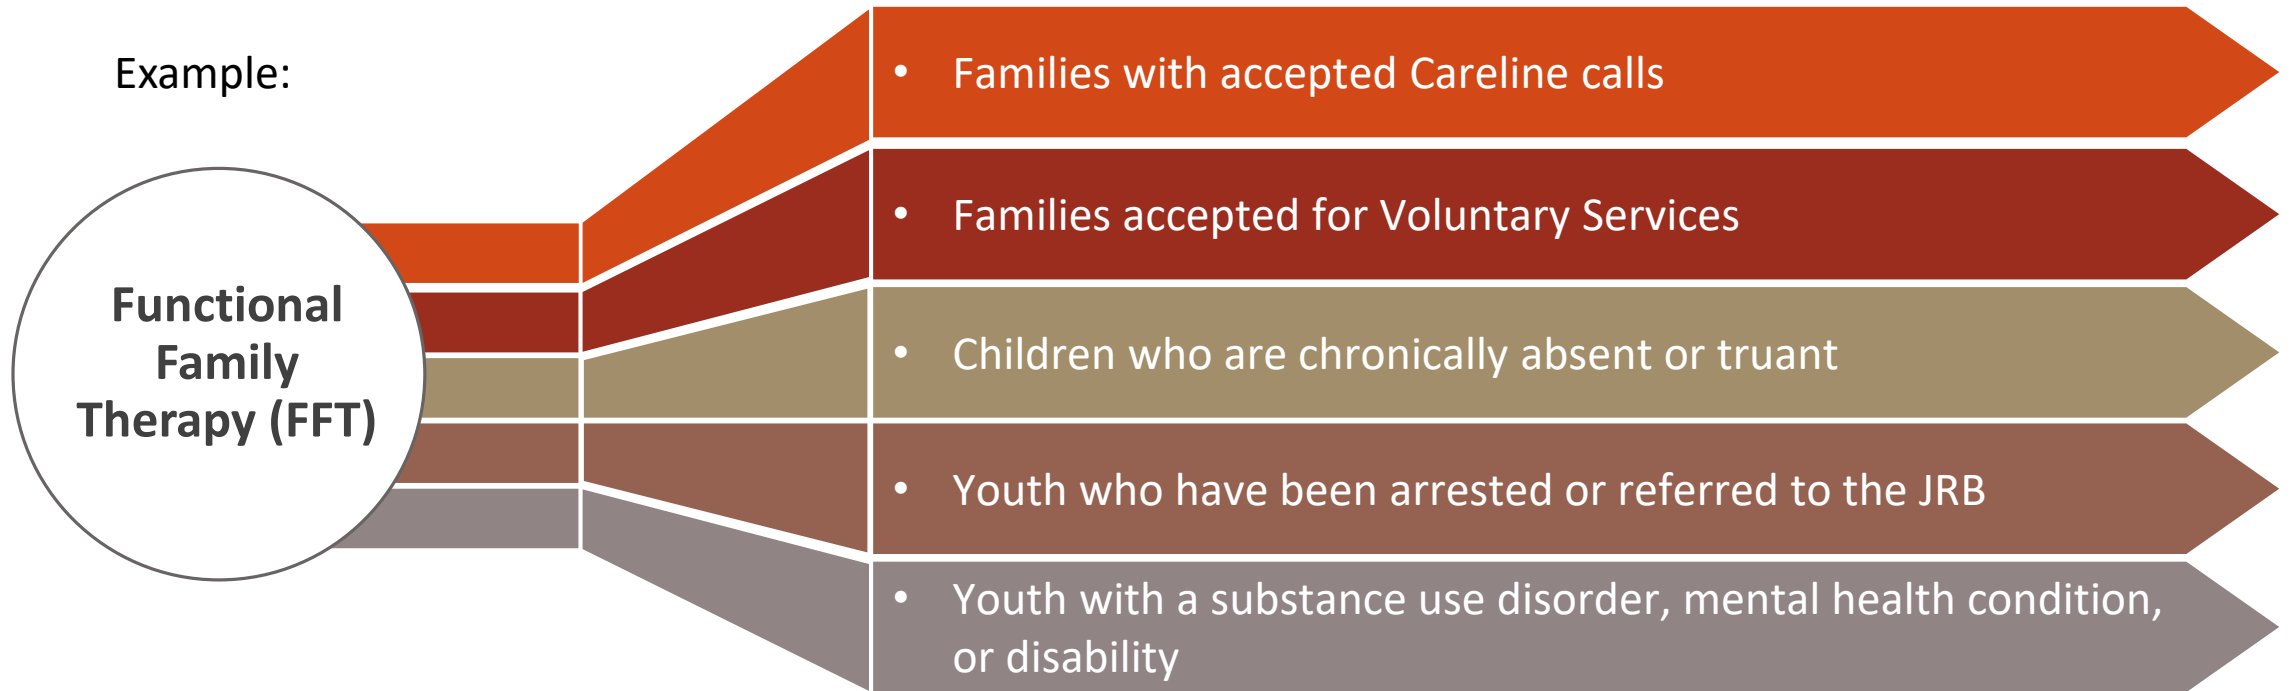 Example:
Functional
Family
Therapy (FFT)
• Families with accepted Careline calls
• Families accepted for Voluntary Services
• Children who are chronically absent or truant
• Youth who have been arrested or referred to the JRB
• Youth with a substance use disorder, mental health condition,
or disability